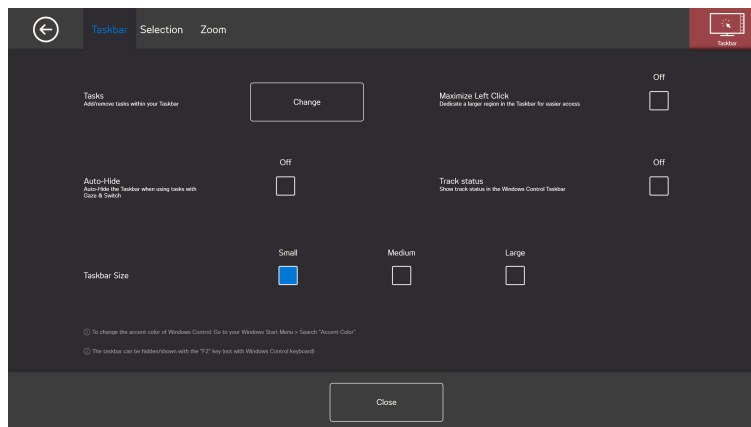 Taskbar Selection Zoom
Taskbar
Tasks
Add/remove tasks within your Taskbar
Change
Maximize Left Click
Dedicate a larger region in the Taskbar for easier access
Off
Auto-Hide
Auto-Hide the Taskbar when using tasks with
Gaze & Switch
Off
Track status
Show track status in the Windows Control Taskbar
Off
Taskbar Size
Small Medium Large
To change the accent color of Windows Control: Go to your Windows Start Menu > Search "Accent Color"
The taskbar can be hidden/shown with the "F2" key (not with Windows Control keyboard)
Close